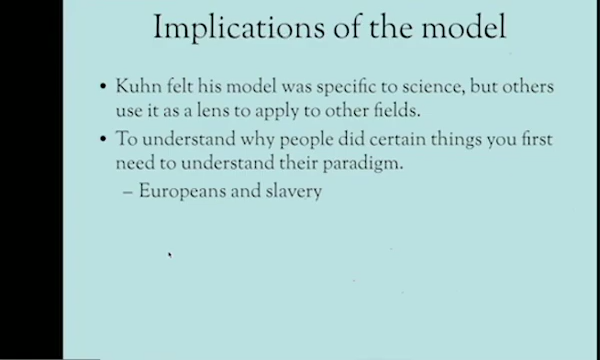 Implications of the model
• Kuhn felt his model was specific to science, but others
use it as a lens to apply to other fields.
• To understand why people did certain things you first
need to understand their paradigm.
– Europeans and slavery